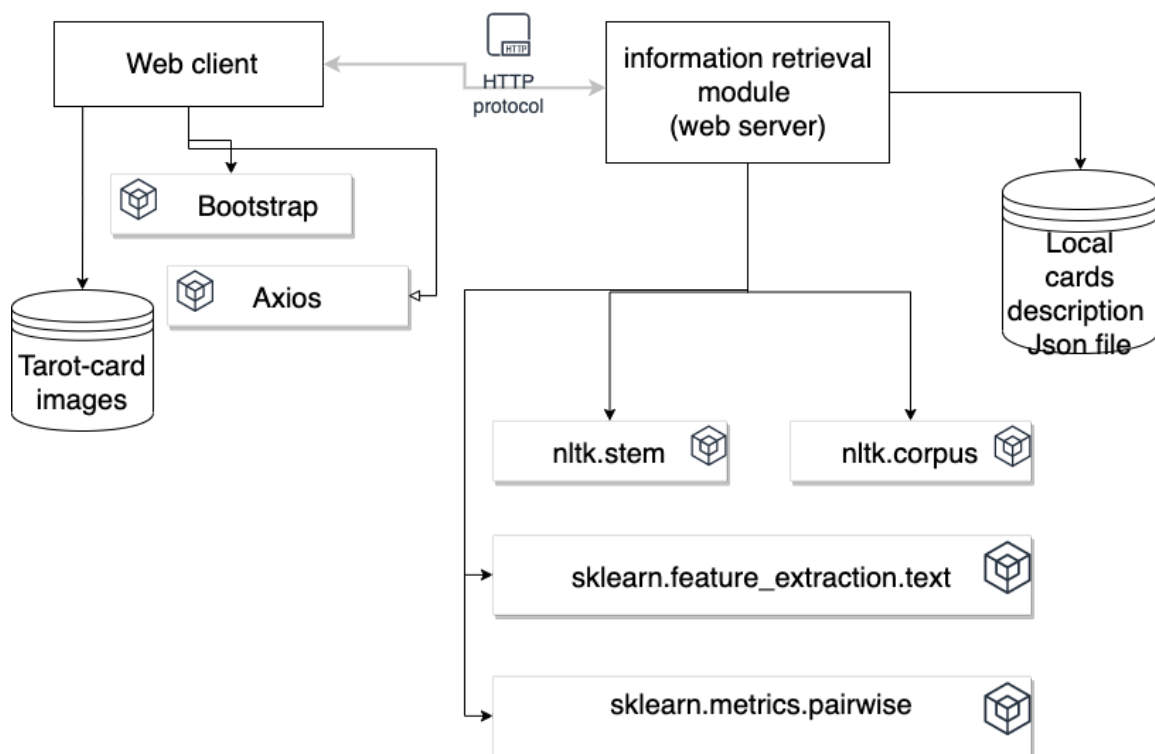 Web client
HTTP
HTTP
protocol
information retrieval
module
(web server)
Bootstrap
Axios
Tarot-card
images
Local
cards
description
Json file
nltk.stem
nltk.corpus
sklearn.feature_extraction.text
sklearn.metrics.pairwise